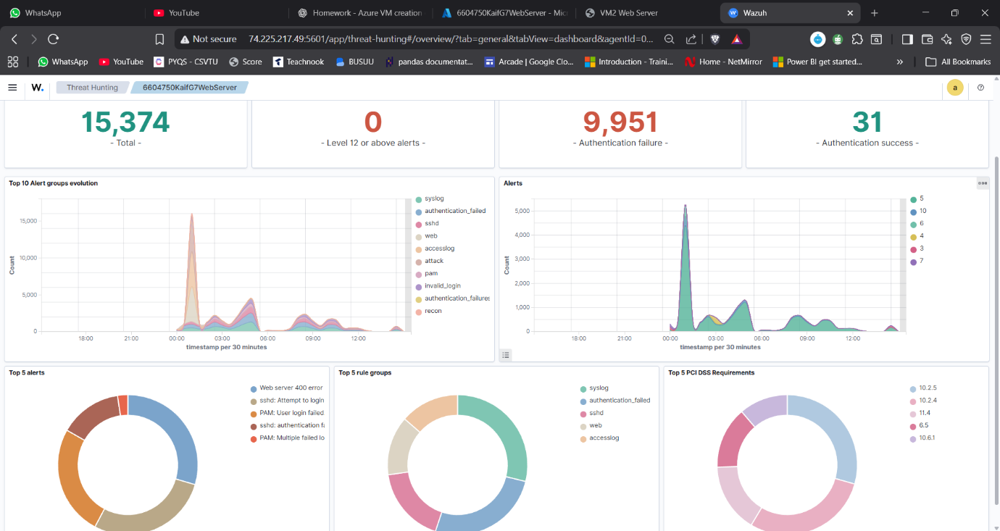 WhatsApp
YouTube
Homework - Azure VM creation
6604750KaifG7WebServer - Micr
VM2 Web Server
Wazuh
Not secure 74.225.217.49:5601/app/threat-hunting#/overview/?tab=general&tabView=dashboard&agentId=0...
WhatsApp
YouTube
PYQS - CSVTU
Score
Teachnook
BUSUU
pandas documentat...
Arcade | Google Clo...
Introduction - Traini...
Home - NetMirror
Power BI get started...
»
All Bookmarks
W.
Threat Hunting
6604750KaifG7WebServer
a
15,374
- Total -
0
- Level 12 or above alerts -
9,951
- Authentication failure -
31
- Authentication success -
Top 10 Alert groups evolution
Count
15,000
10,000
5,000
0
18:00 21:00 00:00 03:00 06:00 09:00 12:00
timestamp per 30 minutes
syslog
authentication_failed
sshd
web
accesslog
attack
pam
invalid_login
authentication_failures
recon
Alerts
Count
5,000
4,000
3,000
2,000
1,000
0
18:00 21:00 00:00 03:00 06:00 09:00 12:00
timestamp per 30 minutes
5
10
6
4
3
7
Top 5 alerts
Web server 400 error
sshd: Attempt to login
PAM: User login failed
sshd: authentication fa
PAM: Multiple failed lo
Top 5 rule groups
syslog
authentication_failed
sshd
web
accesslog
Top 5 PCI DSS Requirements
10.2.5
10.2.4
11.4
6.5
10.6.1